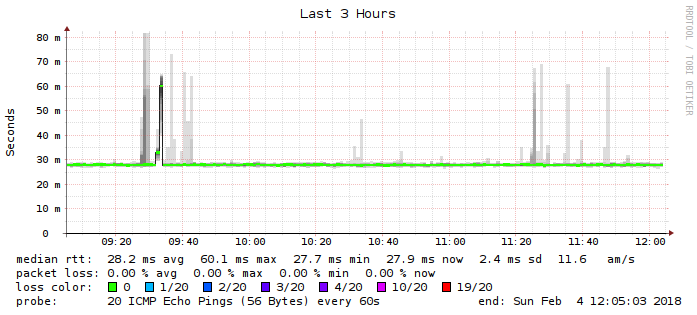 Last 3 Hours
RRDTOOL / TOBI OETIKER
Seconds
80 m
70 m
60 m
50 m
40 m
30 m
20 m
10 m
0
09:20 09:40 10:00 10:20 10:40 11:00 11:20 11:40 12:00
median rtt: 28.2 ms avg 60.1 ms max 27.7 ms min 27.9 ms now 2.4 ms sd 11.6 am/s
packet loss: 0.00 % avg 0.00 % max 0.00 % min 0.00 % now
loss color: 0 1/20 2/20 3/20 4/20 10/20 19/20
probe: 20 ICMP Echo Pings (56 Bytes) every 60s end: Sun Feb 4 12:05:03 2018